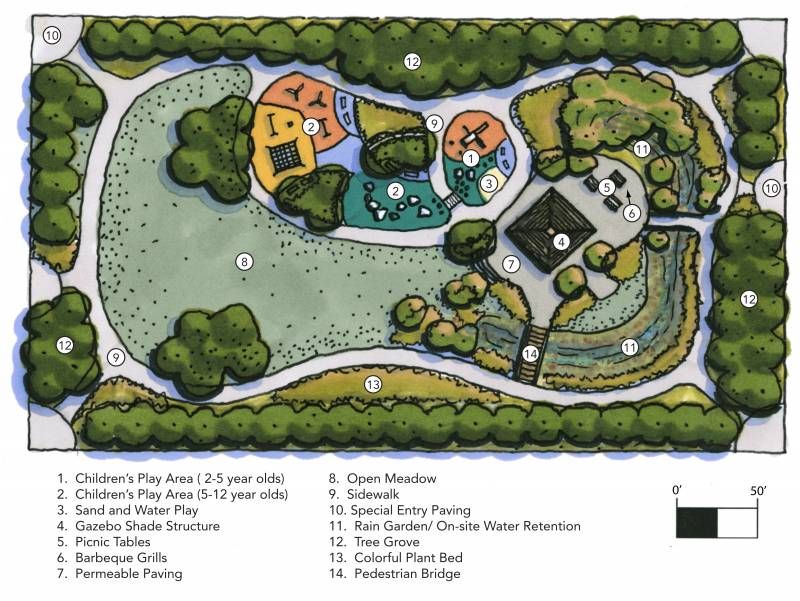 10
12
2
9
11
1
2
3
5
10
6
4
8
7
12
12
11
14
9
13
1. Children's Play Area ( 2-5 year olds)
2. Children's Play Area (5-12 year olds)
3. Sand and Water Play
4. Gazebo Shade Structure
5. Picnic Tables
6. Barbeque Grills
7. Permeable Paving
8. Open Meadow
9. Sidewalk
10. Special Entry Paving
11. Rain Garden/ On-site Water Retention
12. Tree Grove
13. Colorful Plant Bed
14. Pedestrian Bridge
0' 50'